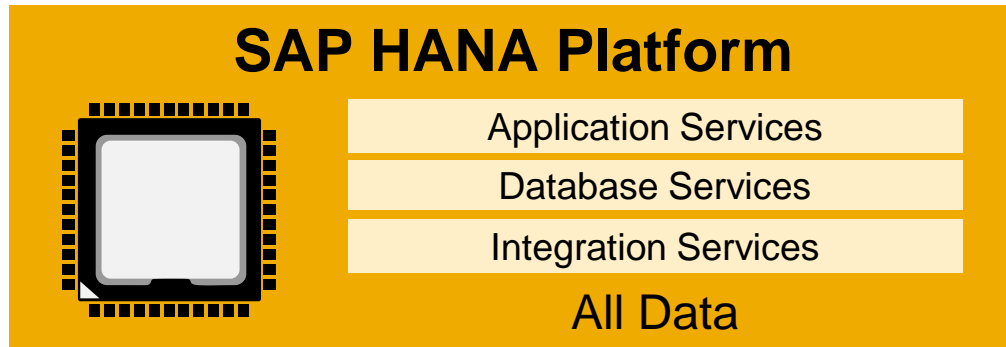 SAP HANA Platform
Application Services
Database Services
Integration Services
All Data